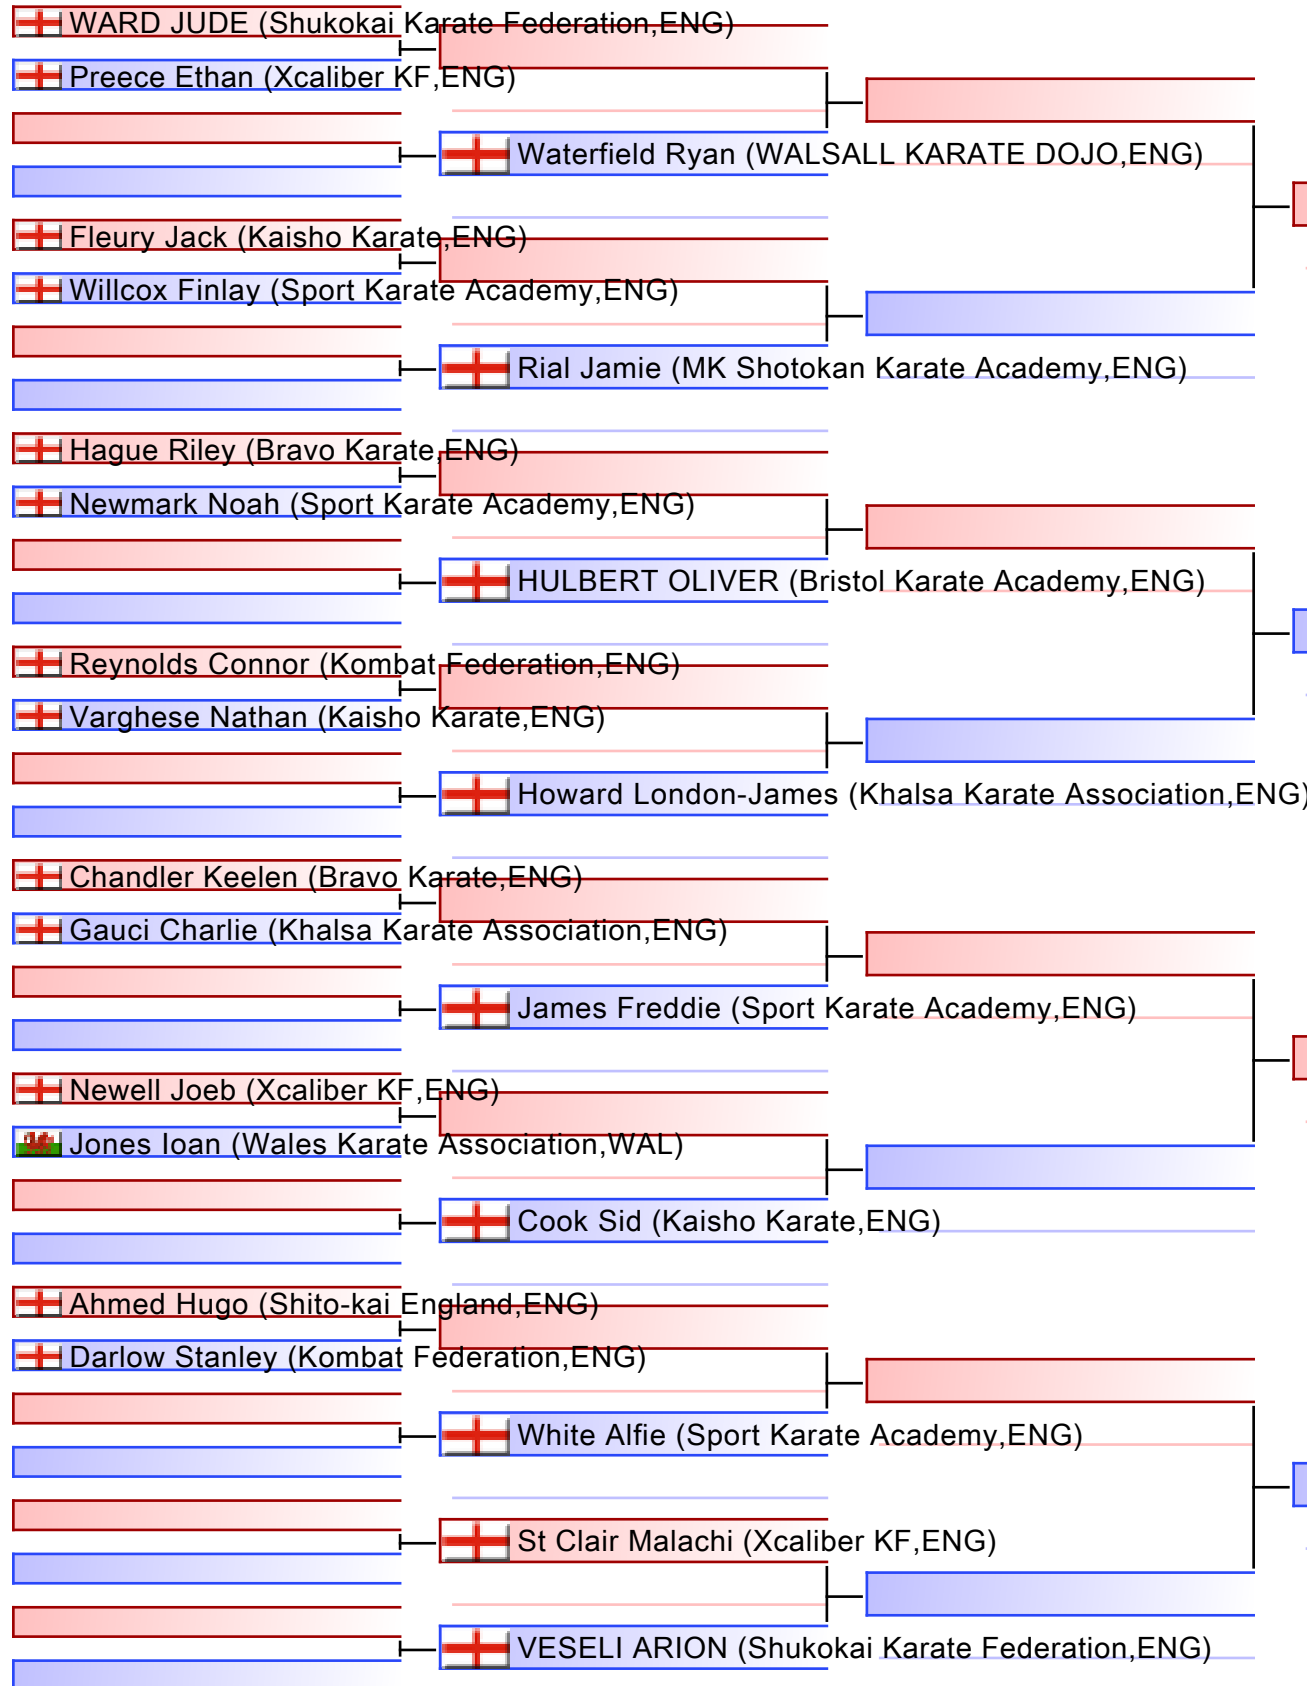 WARD JUDE (Shukokai Karate Federation,ENG)
Preece Ethan (Xcaliber KF,ENG)
Waterfield Ryan (WALSALL KARATE DOJO,ENG)
Fleury Jack (Kaisho Karate,ENG)
Willcox Finlay (Sport Karate Academy,ENG)
Rial Jamie (MK Shotokan Karate Academy,ENG)
Hague Riley (Bravo Karate,ENG)
Newmark Noah (Sport Karate Academy,ENG)
HULBERT OLIVER (Bristol Karate Academy,ENG)
Reynolds Connor (Kombat Federation,ENG)
Varghese Nathan (Kaisho Karate,ENG)
Howard London-James (Khalsa Karate Association,ENG)
Chandler Keelen (Bravo Karate,ENG)
Gauci Charlie (Khalsa Karate Association,ENG)
James Freddie (Sport Karate Academy,ENG)
Newell Joeb (Xcaliber KF,ENG)
Jones Ioan (Wales Karate Association,WAL)
Cook Sid (Kaisho Karate,ENG)
Ahmed Hugo (Shito-kai England,ENG)
Darlow Stanley (Kombat Federation,ENG)
White Alfie (Sport Karate Academy,ENG)
St Clair Malachi (Xcaliber KF,ENG)
VESELI ARION (Shukokai Karate Federation,ENG)